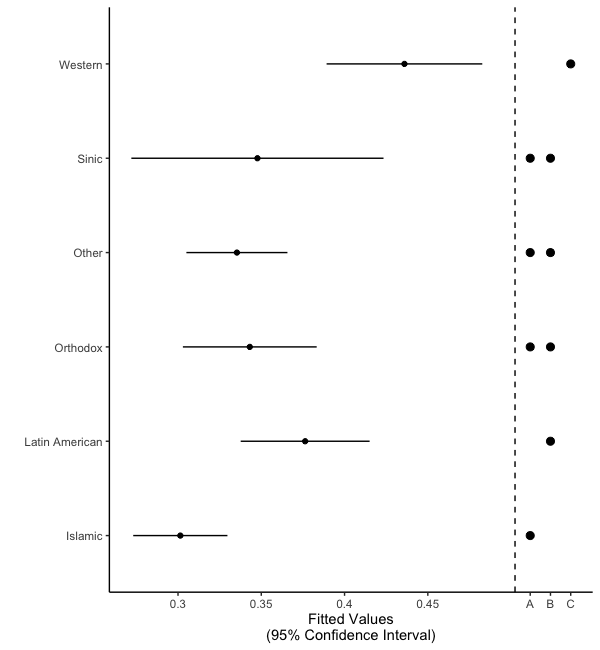 Western
Sinic
Other
Orthodox
Latin American
Islamic
0.3 0.35 0.4 0.45 A B C
Fitted Values
(95% Confidence Interval)